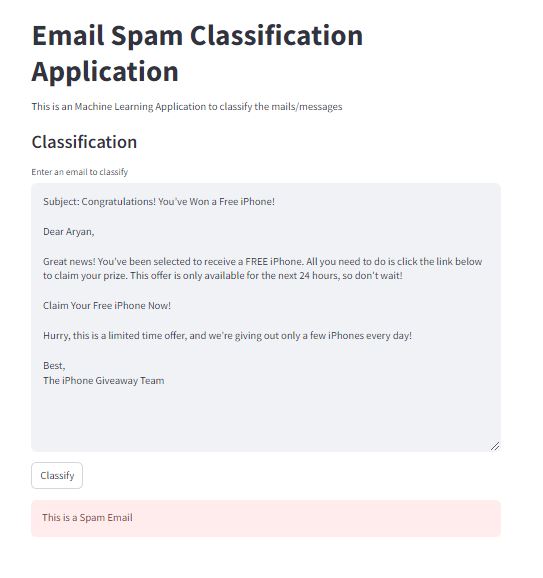 Email Spam Classification
Application
This is an Machine Learning Application to classify the mails/messages
Classification
Enter an email to classify
Subject: Congratulations! You've Won a Free iPhone!
Dear Aryan,
Great news! You've been selected to receive a FREE iPhone. All you need to do is click the link below
to claim your prize. This offer is only available for the next 24 hours, so don't wait!
Claim Your Free iPhone Now!
Hurry, this is a limited time offer, and we're giving out only a few iPhones every day!
Best,
The iPhone Giveaway Team
Classify
This is a Spam Email